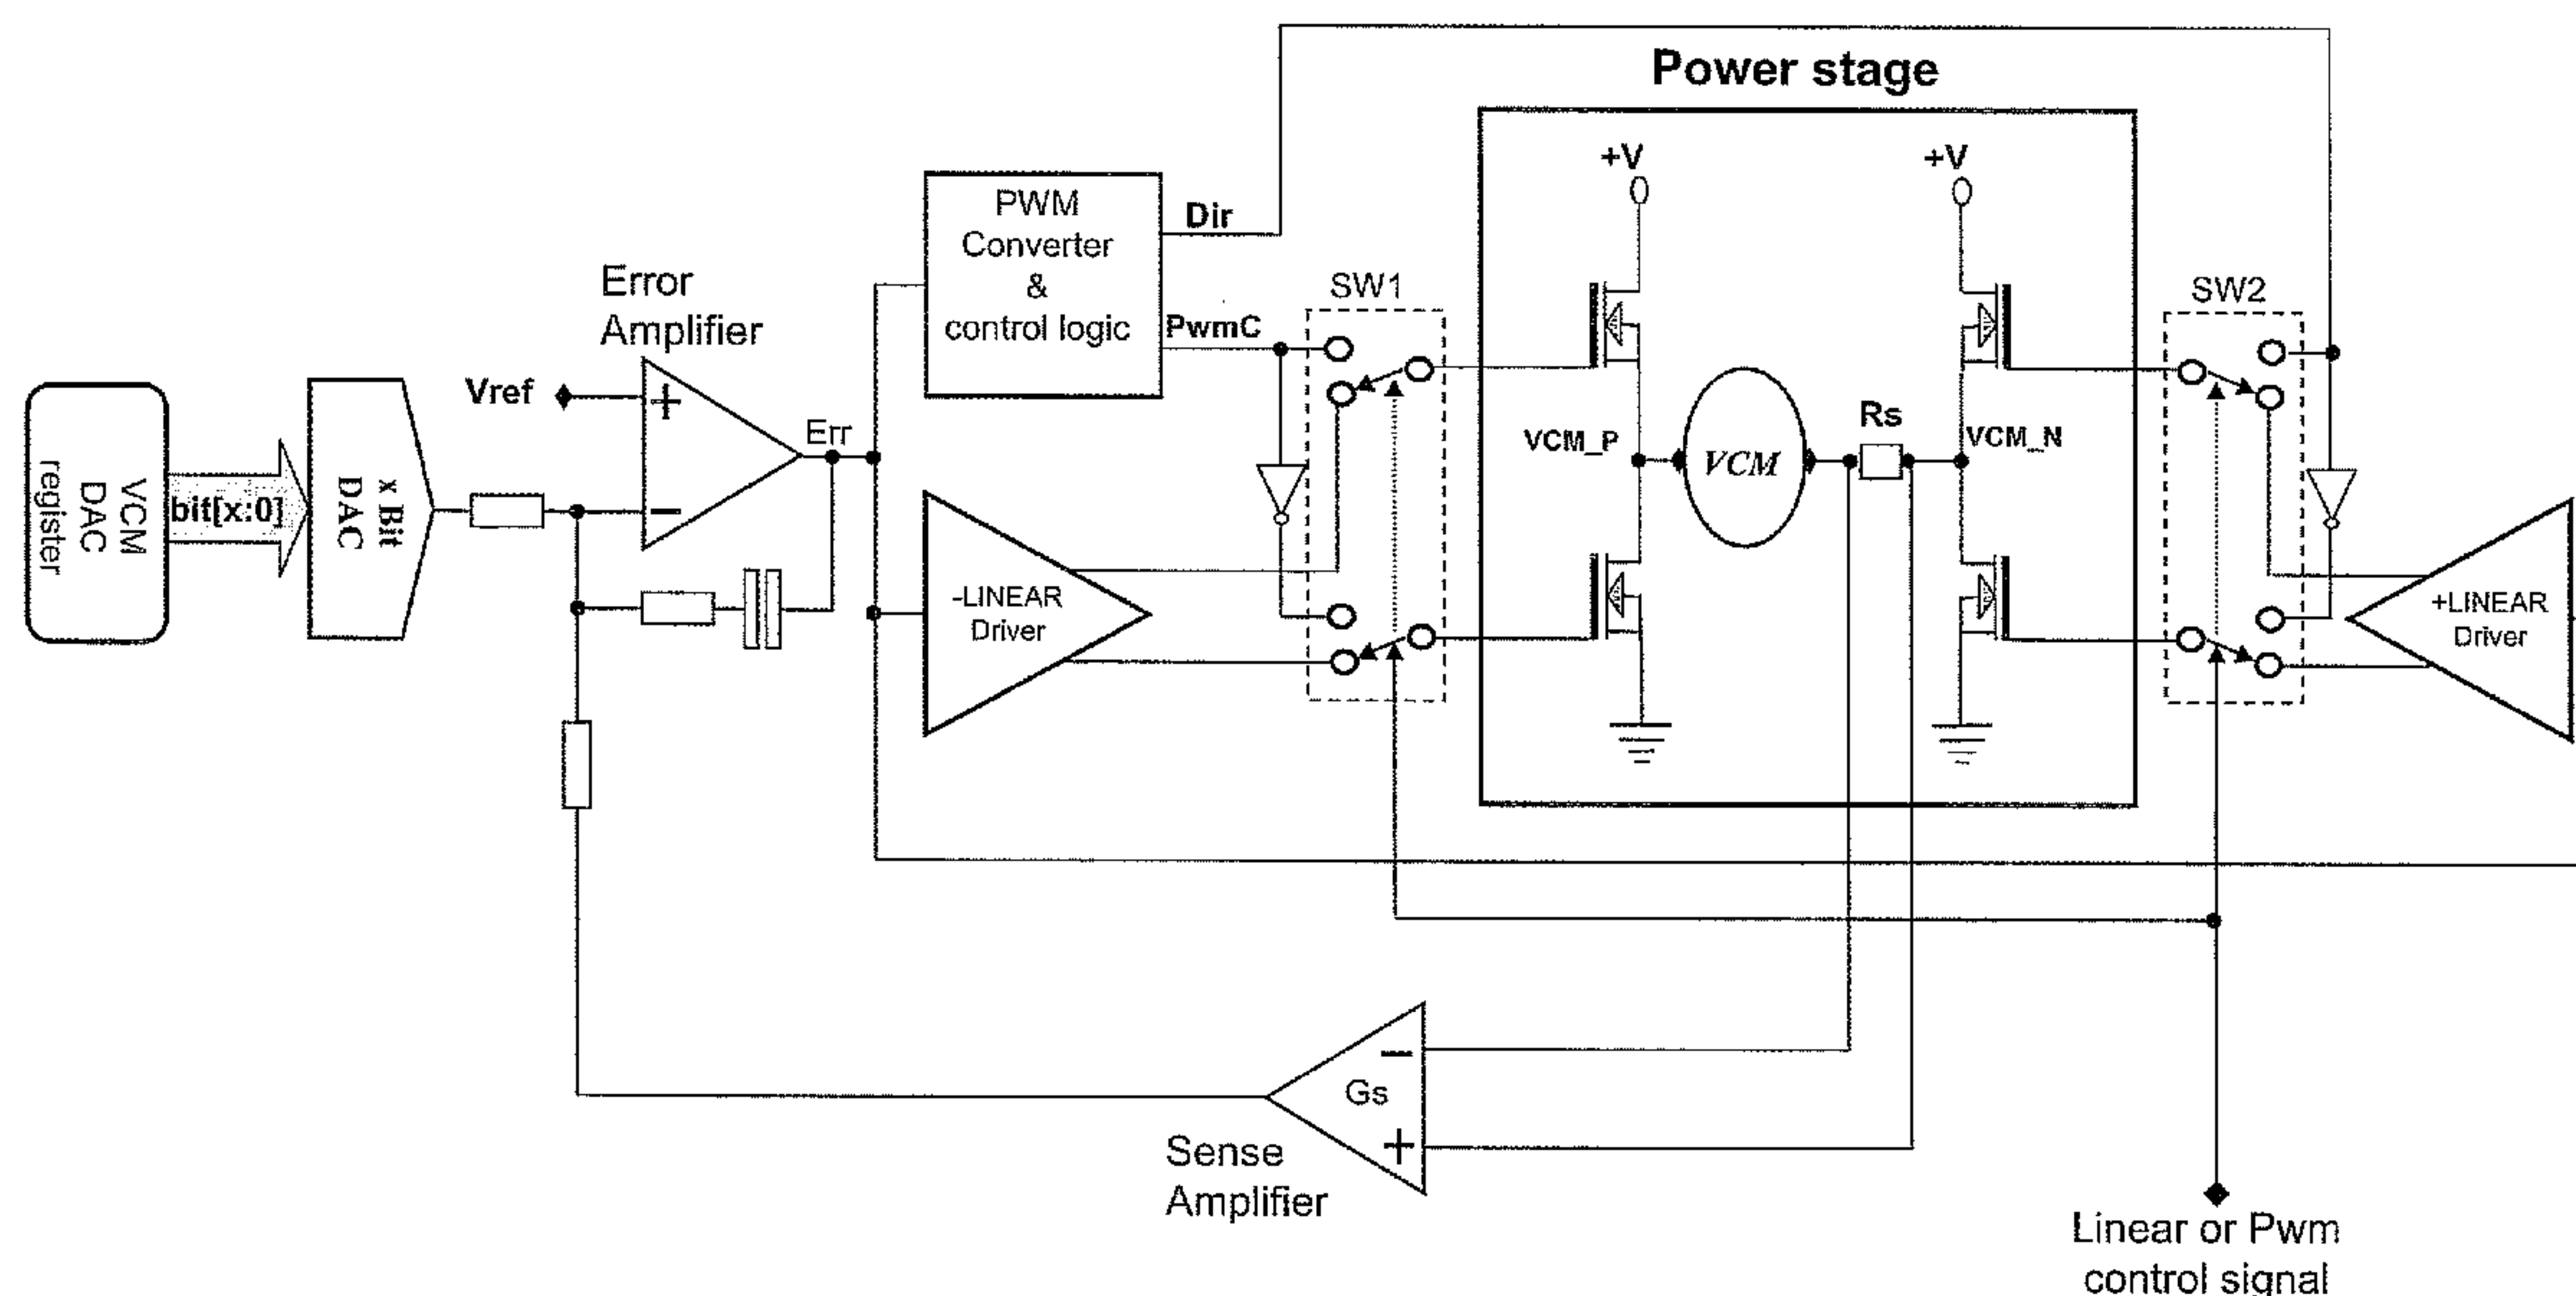 Power stage
+V
+V
PWM
Converter
&
control logic
Dir
PwmC
Error
Amplifier
SW1
SW2
Vref
+
−
Err
VCM
DAC
register
bit[x:0]
x Bit
DAC
VCM_P
VCM
Rs
VCM_N
-LINEAR
Driver
+LINEAR
Driver
−
Gs
+
Sense
Amplifier
Linear or Pwm
control signal